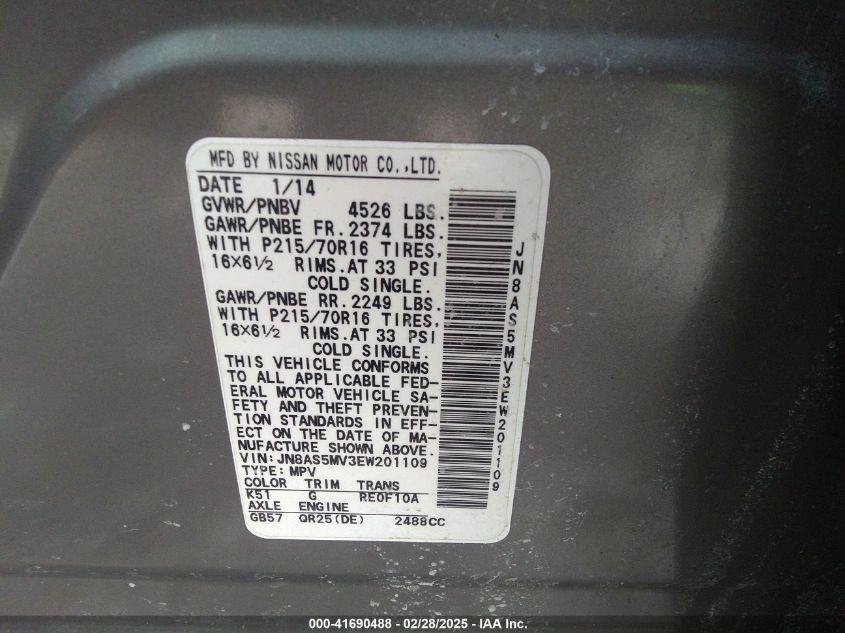 MFD BY NISSAN MOTOR CO.,LTD.
DATE 1/14
GVWR/PNBV 4526 LBS.
GAWR/PNBE FR. 2374 LBS.
WITH P215/70R16 TIRES,
16×6½ RIMS.AT 33 PSI
COLD SINGLE.
GAWR/PNBE RR. 2249 LBS.
WITH P215/70R16 TIRES,
16×6½ RIMS.AT 33 PSI
COLD SINGLE.
THIS VEHICLE CONFORMS
TO ALL APPLICABLE FED-
ERAL MOTOR VEHICLE SA-
FETY AND THEFT PREVEN-
TION STANDARDS IN EFF-
ECT ON THE DATE OF MA-
NUFACTURE SHOWN ABOVE.
VIN: JN8AS5MV3EW201109
TYPE: MPV
COLOR TRIM TRANS
K51 G RE0F10A
AXLE ENGINE
GB57 QR25(DE) 2488CC
JN8AS5MV3EW201109
000-41690488 - 02/28/2025 - IAA Inc.